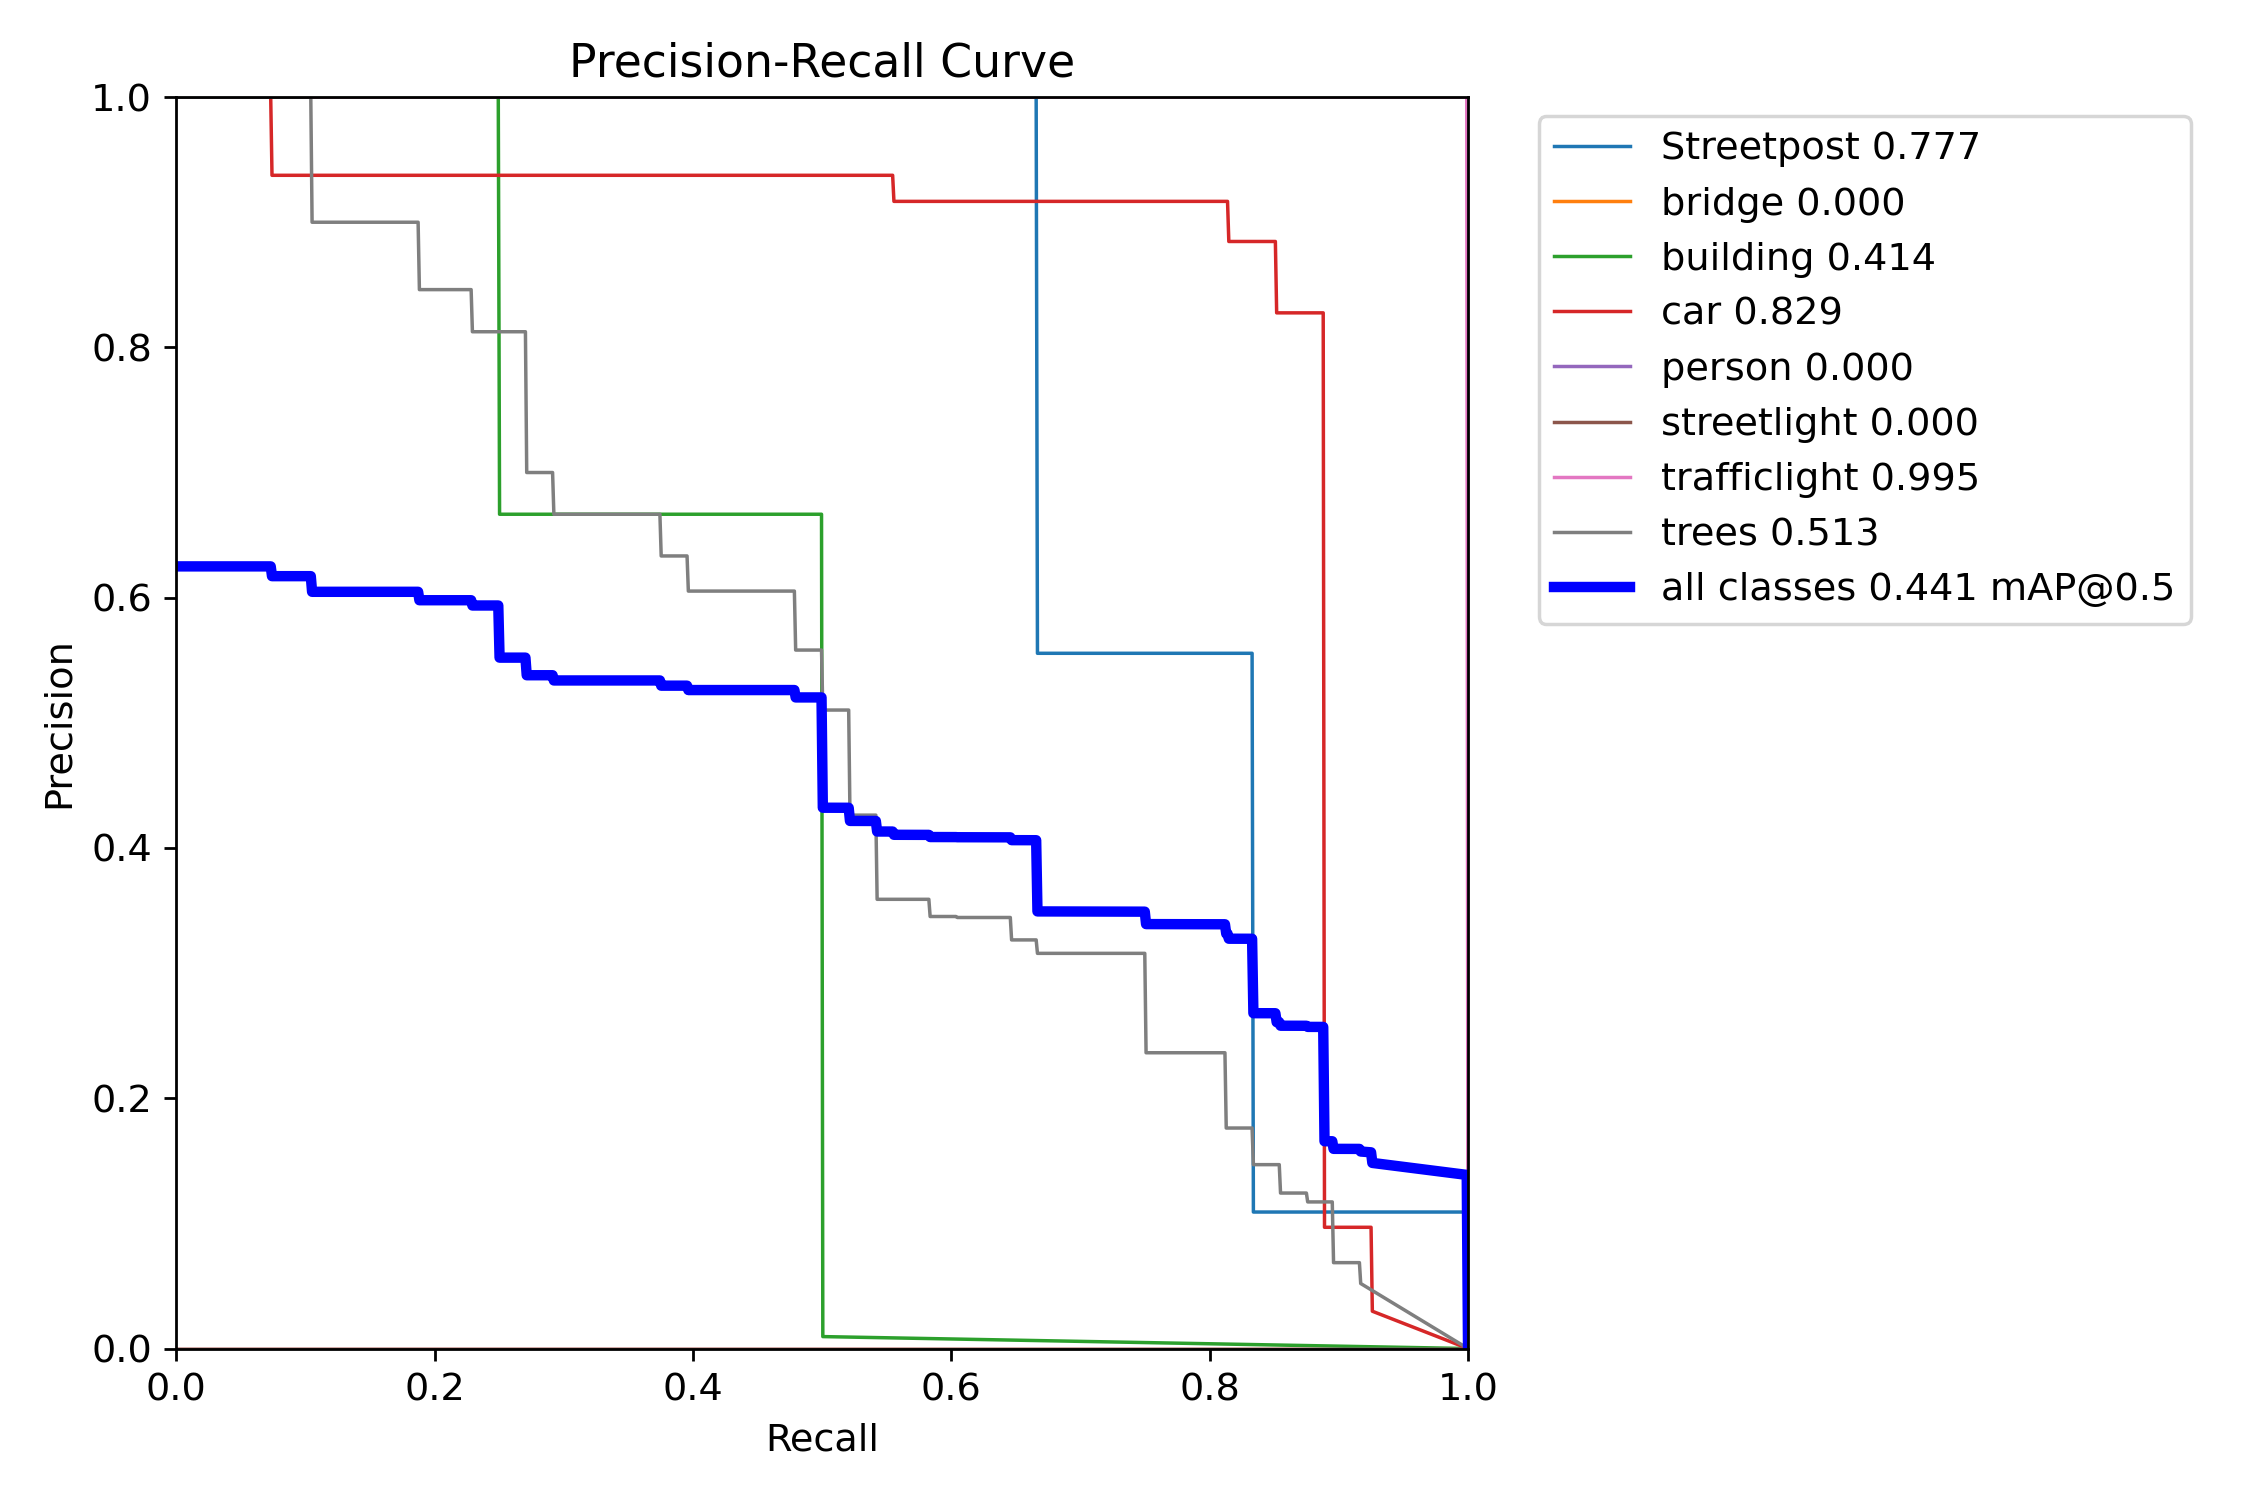 Precision-Recall Curve
1.0
0.8
0.6
0.4
0.2
0.0
Precision
0.0 0.2 0.4 0.6 0.8 1.0
Recall
Streetpost 0.777
bridge 0.000
building 0.414
car 0.829
person 0.000
streetlight 0.000
trafficlight 0.995
trees 0.513
all classes 0.441 mAP@0.5